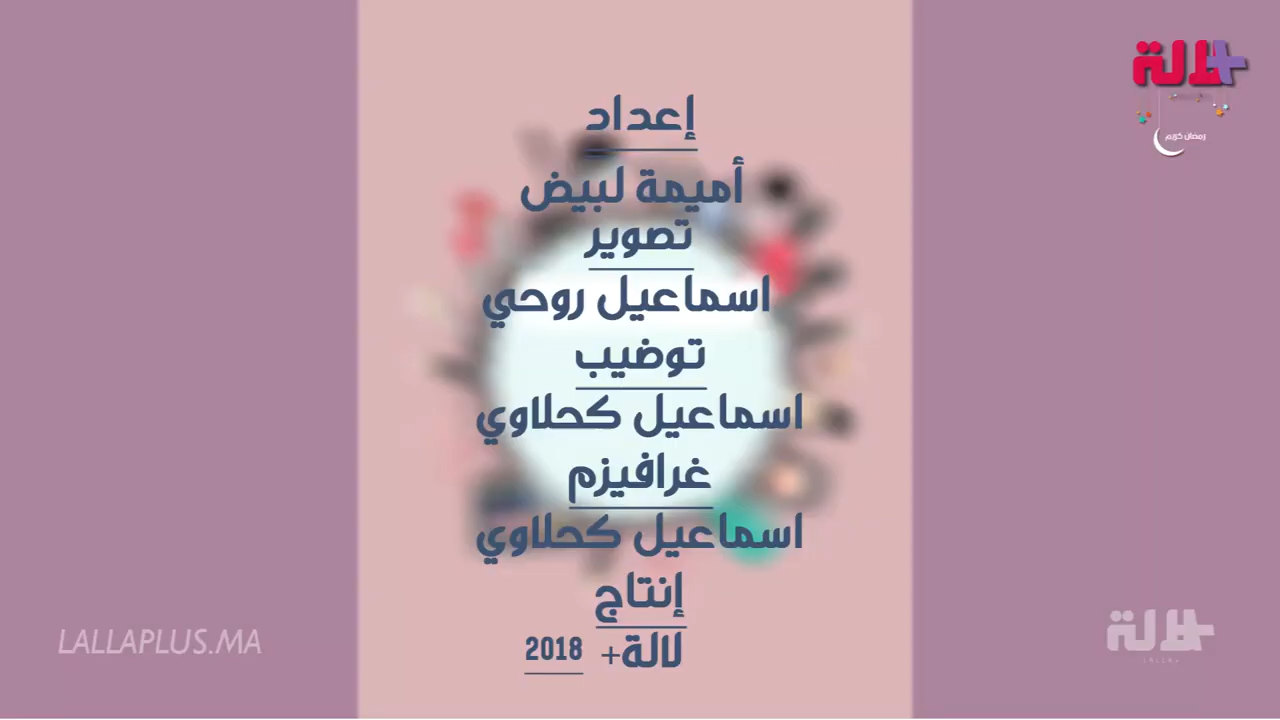 لالة+
رمضان كريم
إعداد
أميمة لبيض
تصوير
اسماعيل روحي
توضيب
اسماعيل كحلاوي
غرافيزم
اسماعيل كحلاوي
إنتاج
لالة+ 2018
LALLAPLUS.MA
لالة+
LALLA+